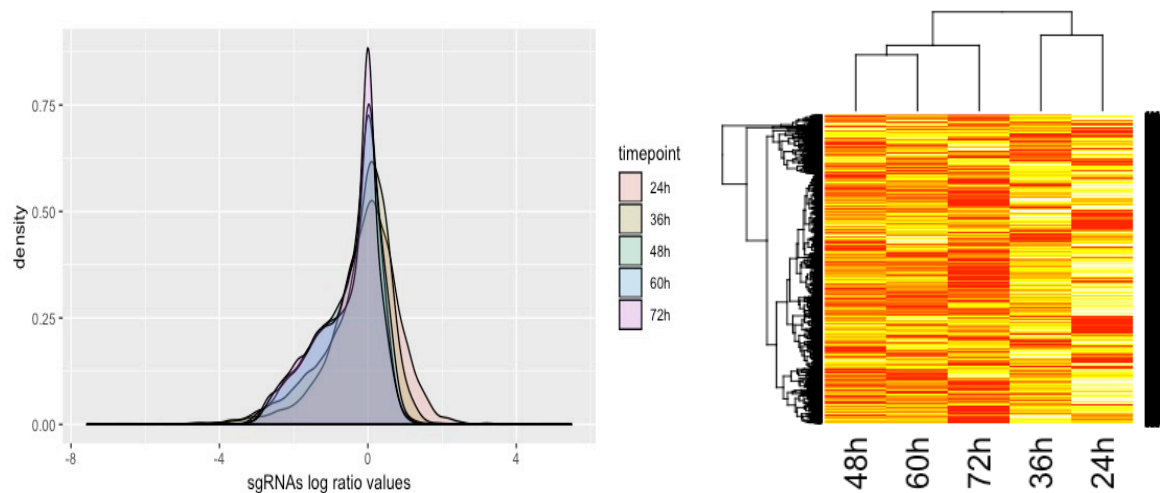 density
0.75
0.50
0.25
0.00
-8
-4
0
4
sgRNAs log ratio values
timepoint
24h
36h
48h
60h
72h
48h
60h
72h
36h
24h